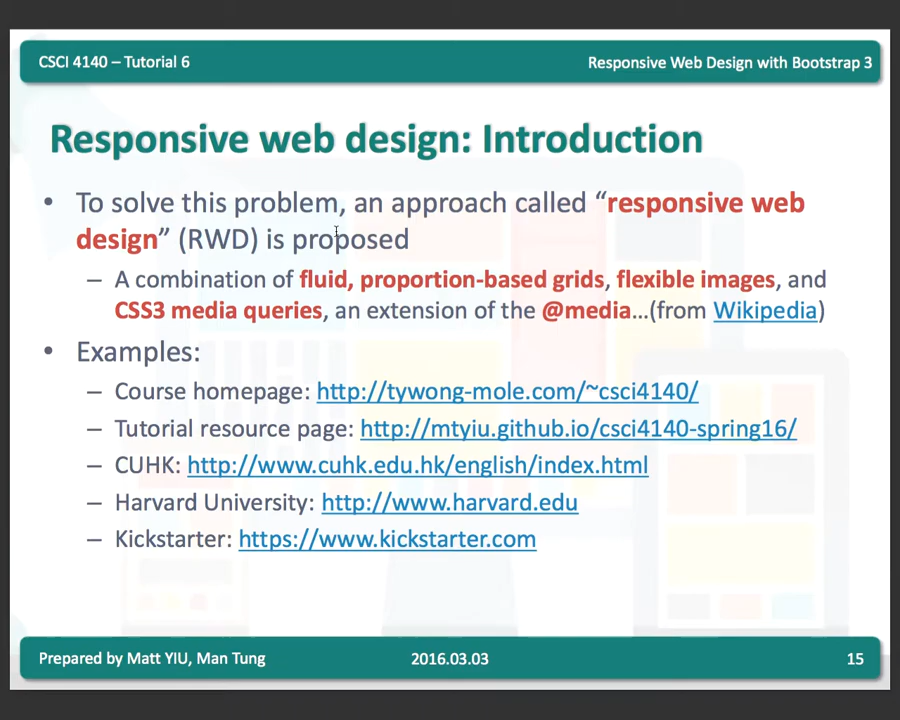 CSCI 4140 – Tutorial 6
Responsive Web Design with Bootstrap 3
Responsive web design: Introduction
• To solve this problem, an approach called “responsive web
design” (RWD) is proposed
– A combination of fluid, proportion-based grids, flexible images, and
CSS3 media queries, an extension of the @media…(from Wikipedia)
• Examples:
– Course homepage: http://tywong-mole.com/~csci4140/
– Tutorial resource page: http://mtyiu.github.io/csci4140-spring16/
– CUHK: http://www.cuhk.edu.hk/english/index.html
– Harvard University: http://www.harvard.edu
– Kickstarter: https://www.kickstarter.com
Prepared by Matt YIU, Man Tung
2016.03.03
15